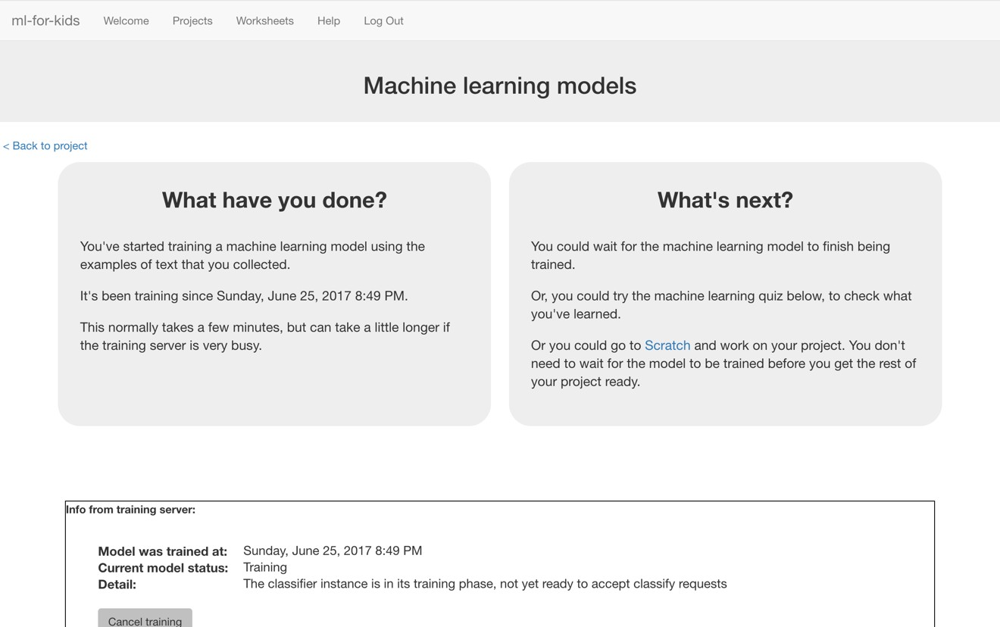 ml-for-kids Welcome Projects Worksheets Help Log Out
Machine learning models
< Back to project
What have you done?
You've started training a machine learning model using the
examples of text that you collected.
It's been training since Sunday, June 25, 2017 8:49 PM.
This normally takes a few minutes, but can take a little longer if
the training server is very busy.
What's next?
You could wait for the machine learning model to finish being
trained.
Or, you could try the machine learning quiz below, to check what
you've learned.
Or you could go to Scratch and work on your project. You don't
need to wait for the model to be trained before you get the rest of
your project ready.
Info from training server:
Model was trained at: Sunday, June 25, 2017 8:49 PM
Current model status: Training
Detail: The classifier instance is in its training phase, not yet ready to accept classify requests
Cancel training